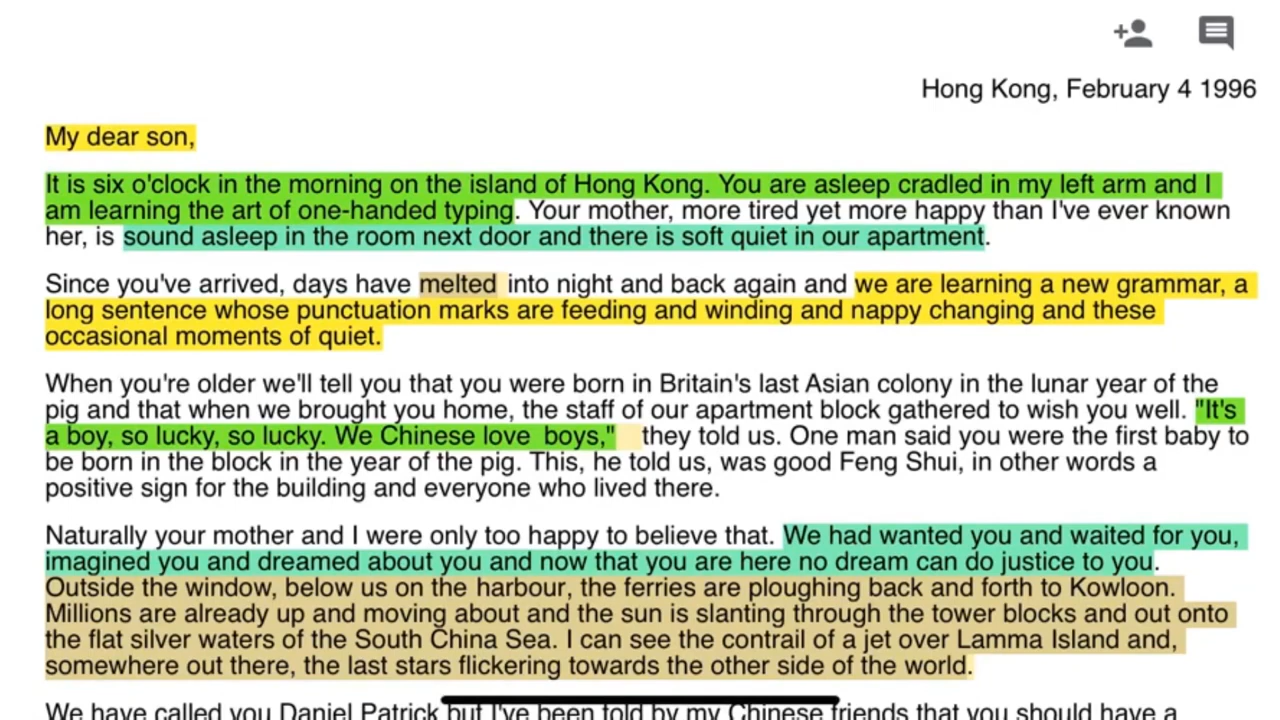 Hong Kong, February 4 1996
My dear son,
It is six o'clock in the morning on the island of Hong Kong. You are asleep cradled in my left arm and I
am learning the art of one-handed typing. Your mother, more tired yet more happy than I've ever known
her, is sound asleep in the room next door and there is soft quiet in our apartment.
Since you've arrived, days have melted into night and back again and we are learning a new grammar, a
long sentence whose punctuation marks are feeding and winding and nappy changing and these
occasional moments of quiet.
When you're older we'll tell you that you were born in Britain's last Asian colony in the lunar year of the
pig and that when we brought you home, the staff of our apartment block gathered to wish you well. "It's
a boy, so lucky, so lucky. We Chinese love boys," they told us. One man said you were the first baby to
be born in the block in the year of the pig. This, he told us, was good Feng Shui, in other words a
positive sign for the building and everyone who lived there.
Naturally your mother and I were only too happy to believe that. We had wanted you and waited for you,
imagined you and dreamed about you and now that you are here no dream can do justice to you.
Outside the window, below us on the harbour, the ferries are ploughing back and forth to Kowloon.
Millions are already up and moving about and the sun is slanting through the tower blocks and out onto
the flat silver waters of the South China Sea. I can see the contrail of a jet over Lamma Island and,
somewhere out there, the last stars flickering towards the other side of the world.
We have called you Daniel Patrick but I've been told by my Chinese friends that you should have a